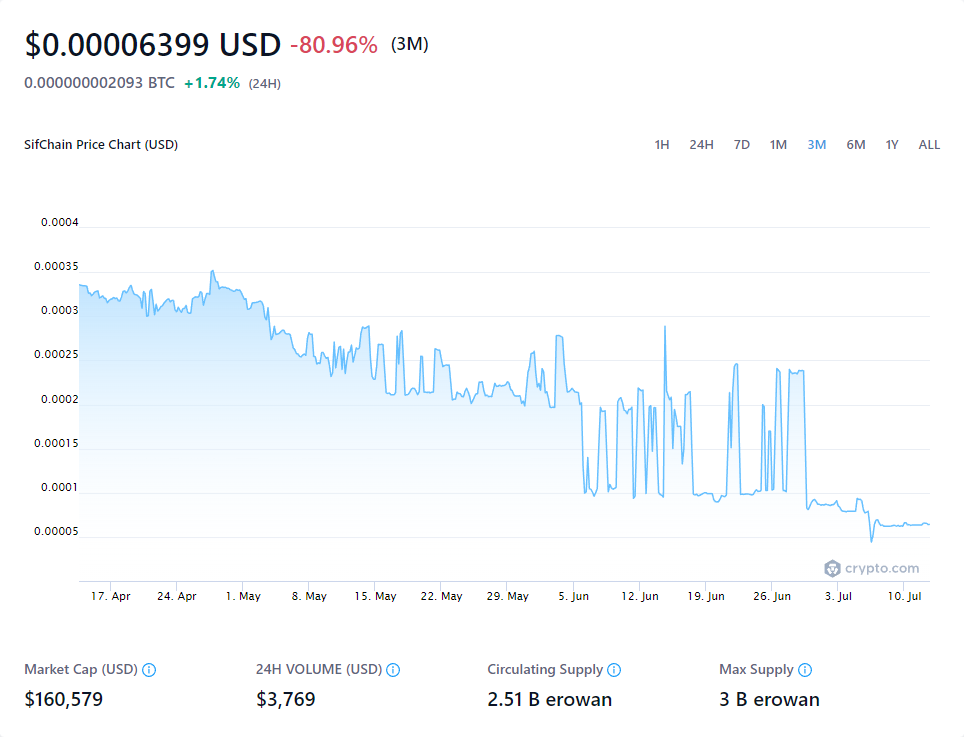 $0.00006399 USD -80.96% (3M)
0.000000002093 BTC +1.74% (24H)
SifChain Price Chart (USD) 1H 24H 7D 1M 3M 6M 1Y ALL
0.0004
0.00035
0.0003
0.00025
0.0002
0.00015
0.0001
0.00005
crypto.com
17. Apr 24. Apr 1. May 8. May 15. May 22. May 29. May 5. Jun 12. Jun 19. Jun 26. Jun 3. Jul 10. Jul
Market Cap (USD) 24H VOLUME (USD) Circulating Supply Max Supply
$160,579 $3,769 2.51 B erowan 3 B erowan